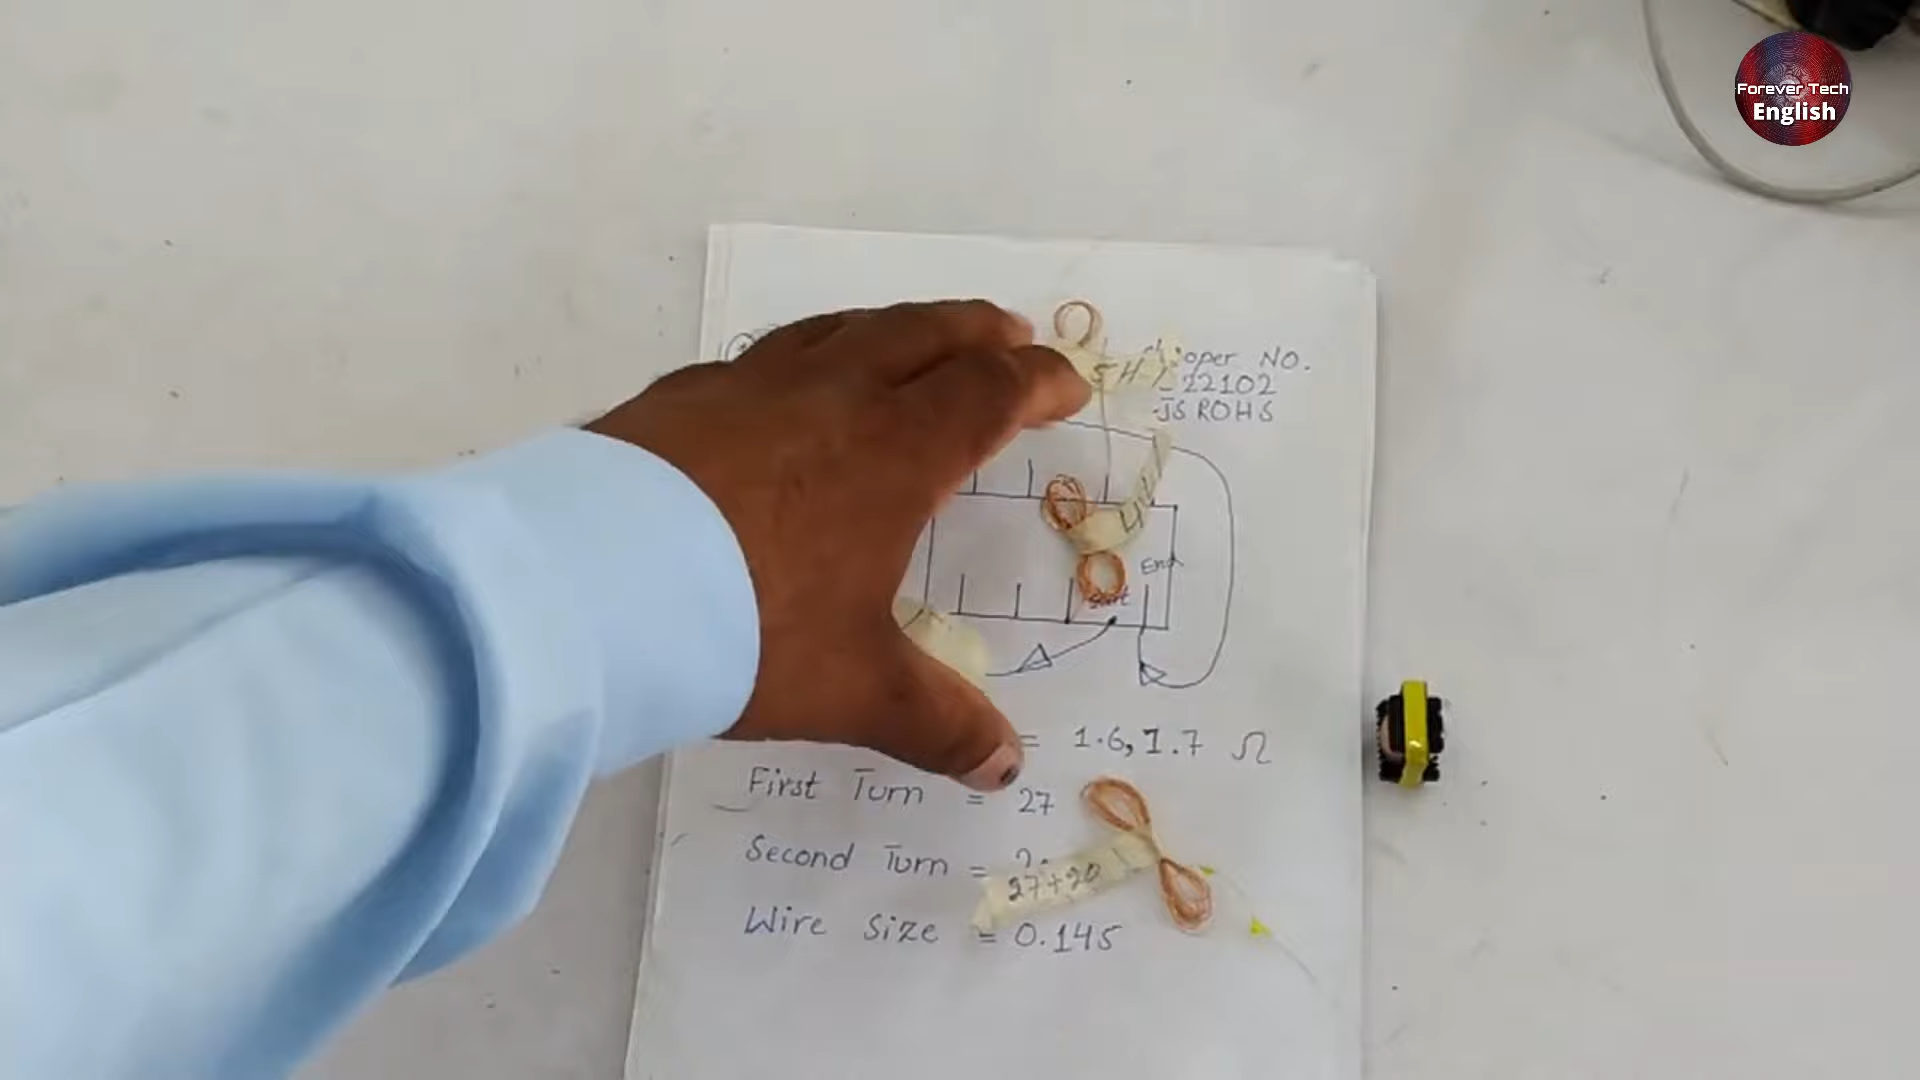 Forever Tech
English
oper NO.
5H
22102
JS ROHS
End
Start
= 1.6, 1.7 Ω
First Turn = 27
Second Turn =
27+20
Wire Size = 0.145